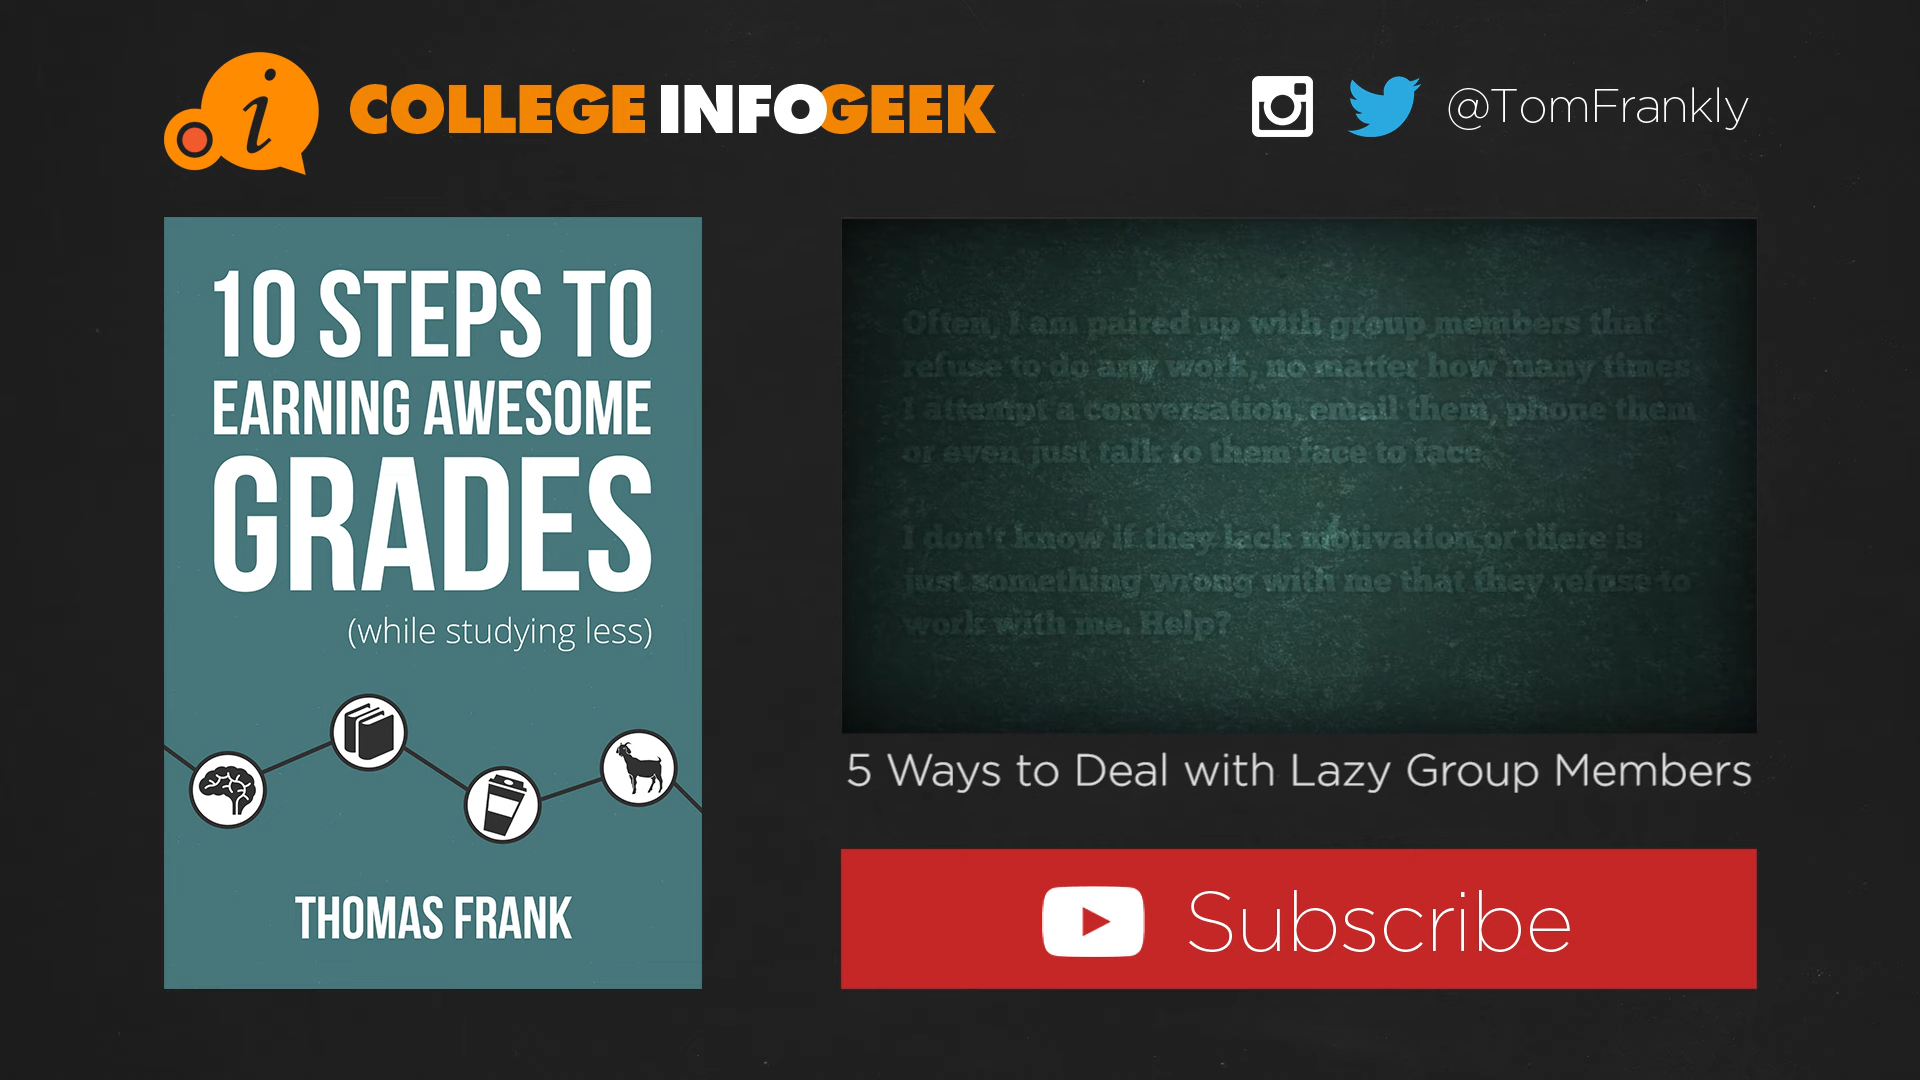 i
COLLEGE INFOGEEK
@TomFrankly
10 STEPS TO
EARNING AWESOME
GRADES
(while studying less)
THOMAS FRANK
Often, I am paired up with group members that
refuse to do any work, no matter how many times
I attempt a conversation, email them, phone them
or even just talk to them face to face.
I don't know if they lack motivation or there is
just something wrong with me that they refuse to
work with me. Help?
5 Ways to Deal with Lazy Group Members
Subscribe